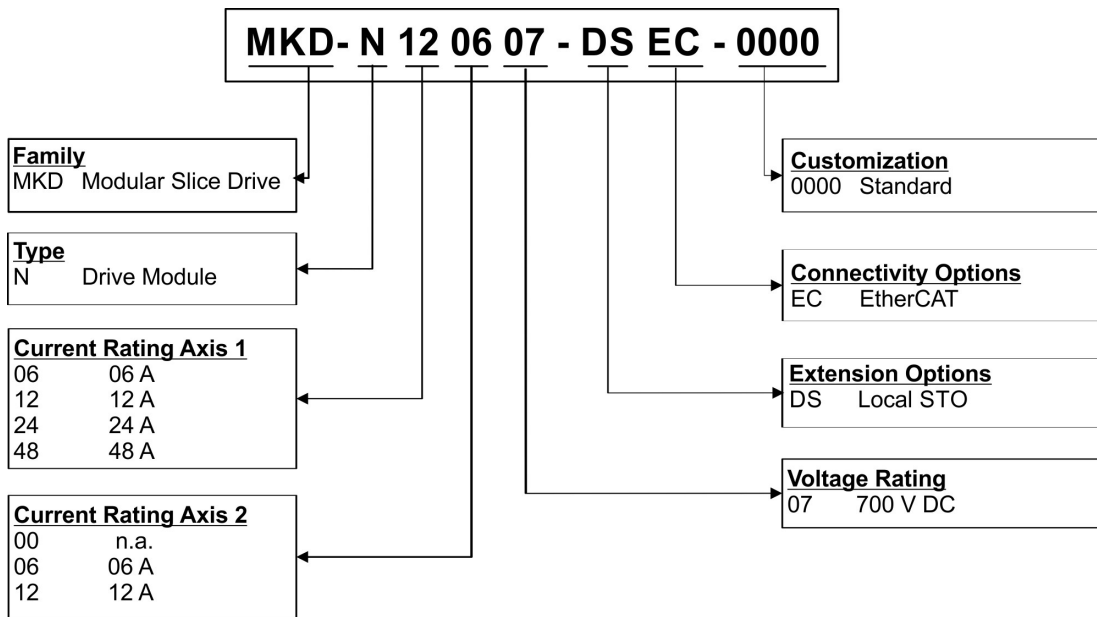 MKD- N 12 06 07 - DS EC - 0000
Family
MKD Modular Slice Drive
Type
N Drive Module
Current Rating Axis 1
06 06 A
12 12 A
24 24 A
48 48 A
Current Rating Axis 2
00 n.a.
06 06 A
12 12 A
Customization
0000 Standard
Connectivity Options
EC EtherCAT
Extension Options
DS Local STO
Voltage Rating
07 700 V DC